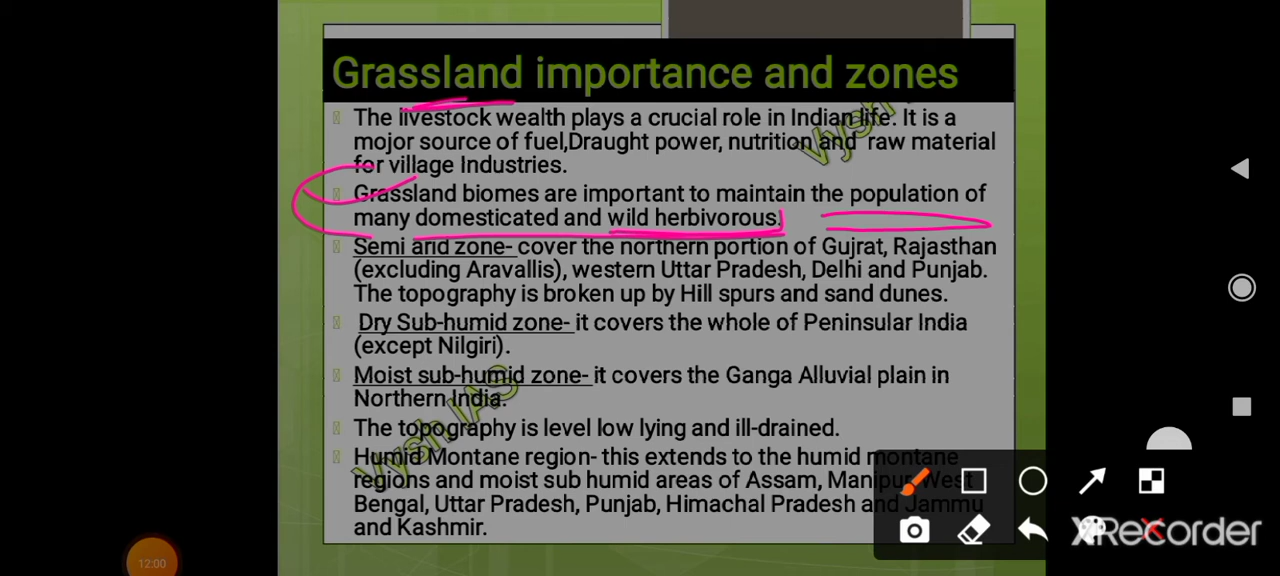 Grassland importance and zones
The livestock wealth plays a crucial role in Indian life. It is a
mojor source of fuel,Draught power, nutrition and raw material
for village Industries.
Grassland biomes are important to maintain the population of
many domesticated and wild herbivorous.
Semi arid zone- cover the northern portion of Gujrat, Rajasthan
(excluding Aravallis), western Uttar Pradesh, Delhi and Punjab.
The topography is broken up by Hill spurs and sand dunes.
Dry Sub-humid zone- it covers the whole of Peninsular India
(except Nilgiri).
Moist sub-humid zone- it covers the Ganga Alluvial plain in
Northern India.
The topography is level low lying and ill-drained.
Humid Montane region- this extends to the humid montane
regions and moist sub humid areas of Assam, Manipur West
Bengal, Uttar Pradesh, Punjab, Himachal Pradesh and Jammu
and Kashmir.
Vysh
Vysh IAS
XRecorder
12:00